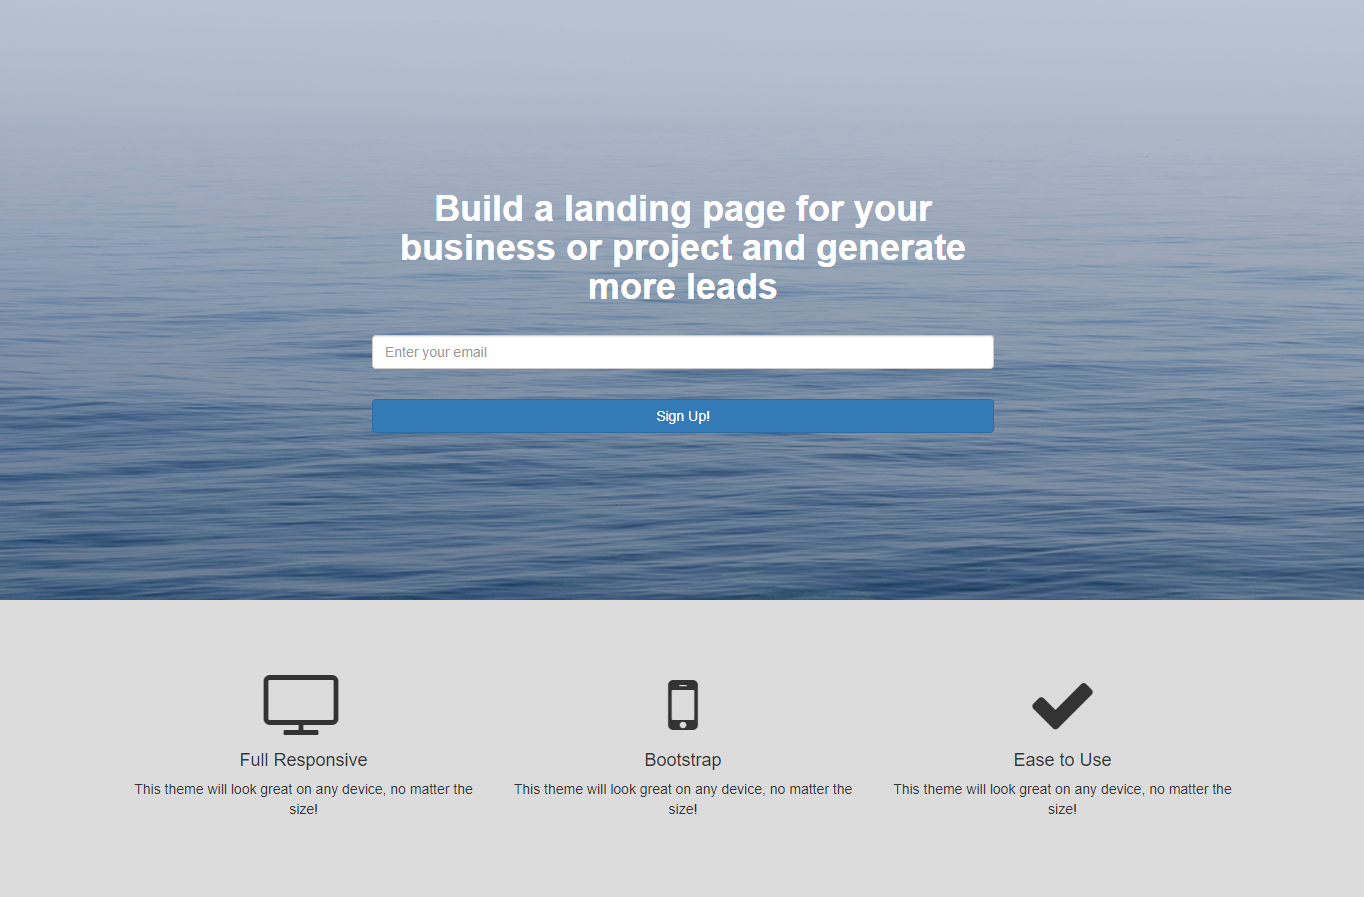 Build a landing page for your
business or project and generate
more leads
Enter your email
Sign Up!
Full Responsive
This theme will look great on any device, no matter the
size!
Bootstrap
This theme will look great on any device, no matter the
size!
Ease to Use
This theme will look great on any device, no matter the
size!